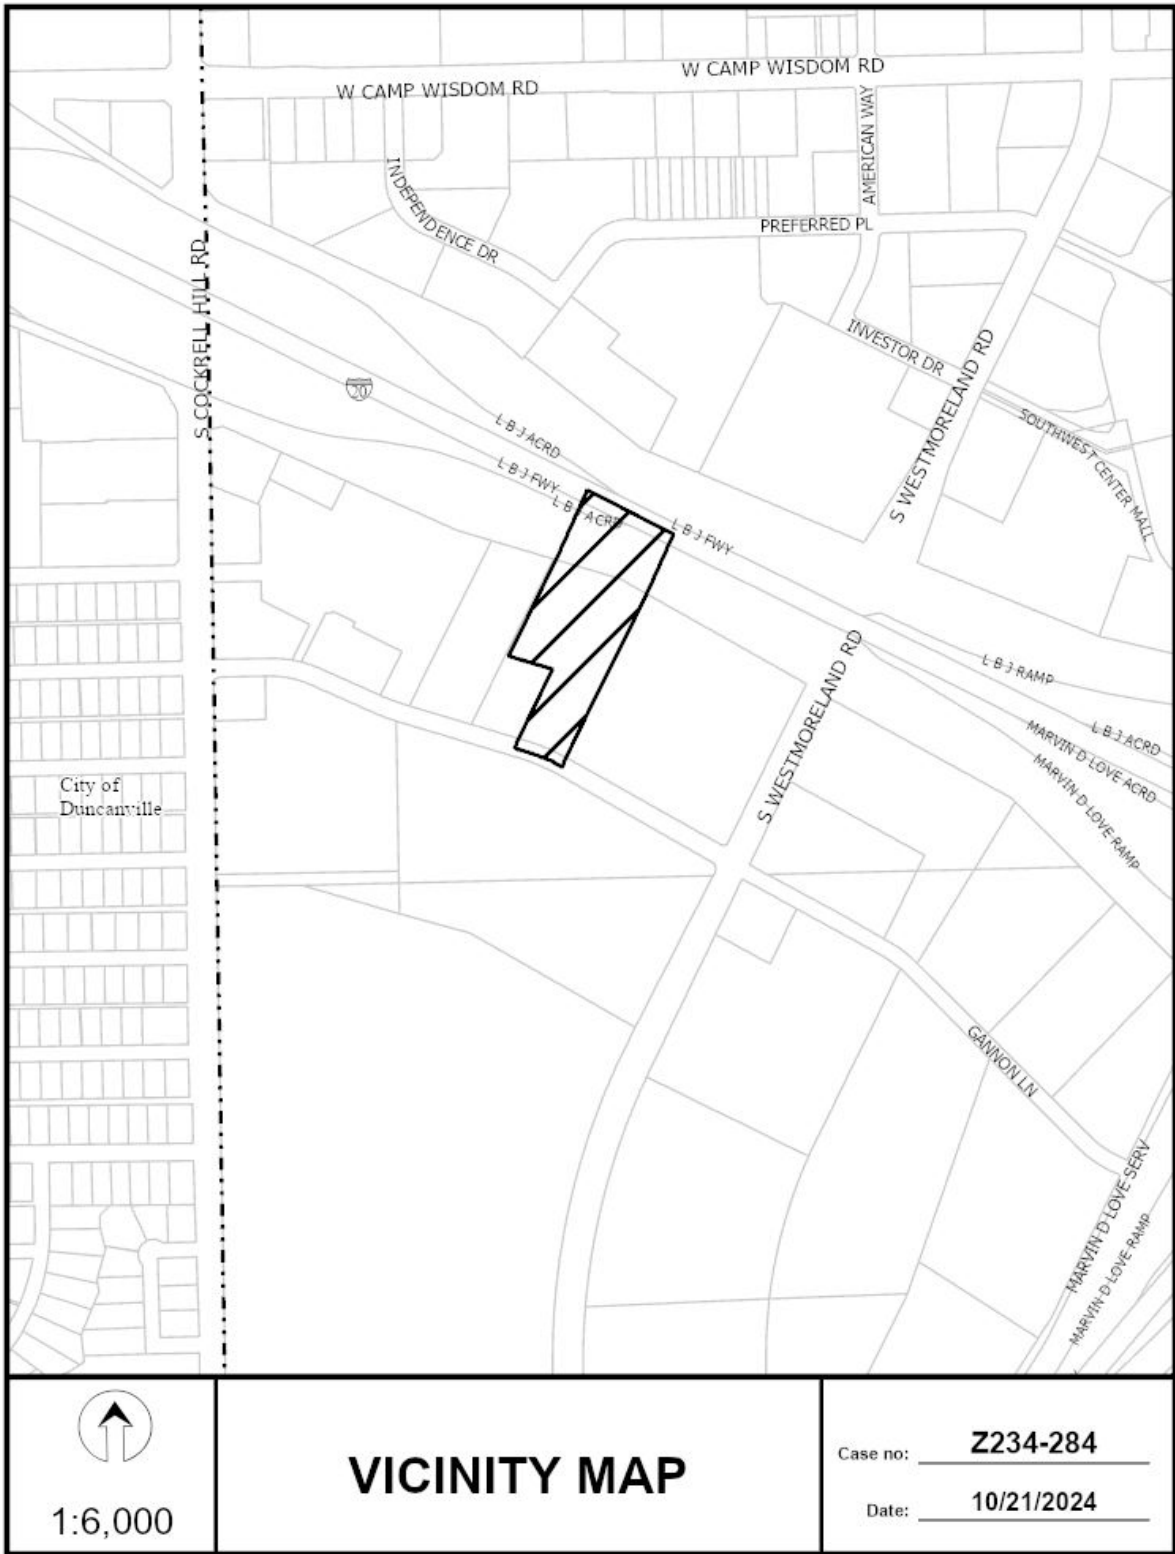 W CAMP WISDOM RD
W CAMP WISDOM RD
AMERICAN WAY
INDEPENDENCE DR
PREFERRED PL
S COCKRELL HILL RD
INVESTOR DR
S WESTMORELAND RD
20
SOUTHWEST CENTER MALL
L B J ACRD
L B J FWY
L B J ACRD
L B J FWY
S WESTMORELAND RD
L B J RAMP
L B J ACRD
MARVIN D LOVE ACRD
MARVIN D LOVE RAMP
City of
Duncanville
GANNON LN
MARVIN D LOVE SERV
MARVIN D LOVE RAMP
1:6,000
VICINITY MAP
Case no: Z234-284
Date: 10/21/2024